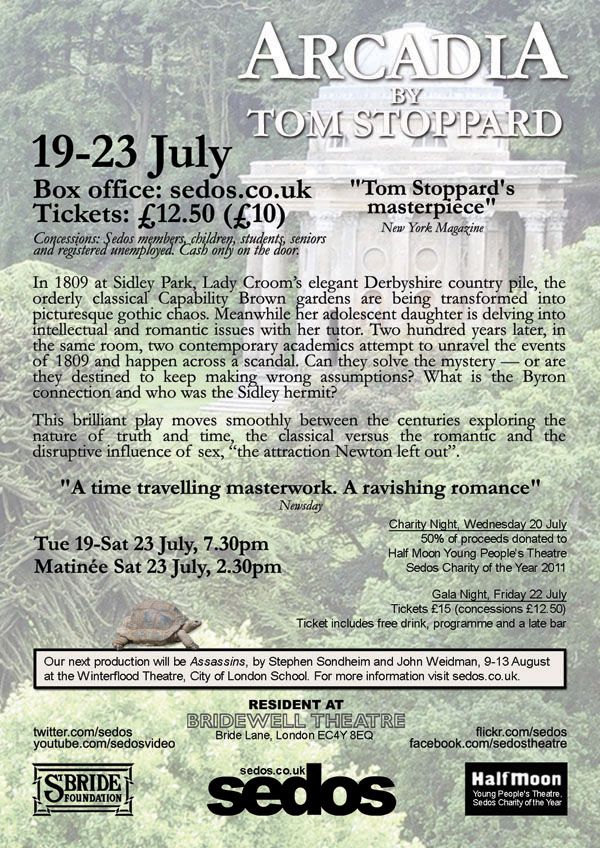 ARCADIA
BY
TOM STOPPARD
19-23 July
Box office: sedos.co.uk
Tickets: £12.50 (£10)
Concessions: Sedos members, children, students, seniors
and registered unemployed. Cash only on the door.
"Tom Stoppard's
masterpiece"
New York Magazine
In 1809 at Sidley Park, Lady Croom's elegant Derbyshire country pile, the
orderly classical Capability Brown gardens are being transformed into
picturesque gothic chaos. Meanwhile her adolescent daughter is delving into
intellectual and romantic issues with her tutor. Two hundred years later, in
the same room, two contemporary academics attempt to unravel the events
of 1809 and happen across a scandal. Can they solve the mystery — or are
they destined to keep making wrong assumptions? What is the Byron
connection and who was the Sidley hermit?
This brilliant play moves smoothly between the centuries exploring the
nature of truth and time, the classical versus the romantic and the
disruptive influence of sex, “the attraction Newton left out”.
"A time travelling masterwork. A ravishing romance"
Newsday
Tue 19-Sat 23 July, 7.30pm
Matinée Sat 23 July, 2.30pm
Charity Night, Wednesday 20 July
50% of proceeds donated to
Half Moon Young People's Theatre
Sedos Charity of the Year 2011
Gala Night, Friday 22 July
Tickets £15 (concessions £12.50)
Ticket includes free drink, programme and a late bar
Our next production will be Assassins, by Stephen Sondheim and John Weidman, 9-13 August
at the Winterflood Theatre, City of London School. For more information visit sedos.co.uk.
RESIDENT AT
BRIDEWELL THEATRE
Bride Lane, London EC4Y 8EQ
twitter.com/sedos
youtube.com/sedosvideo
flickr.com/sedos
facebook.com/sedostheatre
ST BRIDE
FOUNDATION
sedos.co.uk
sedos
Half Moon
Young People's Theatre,
Sedos Charity of the Year